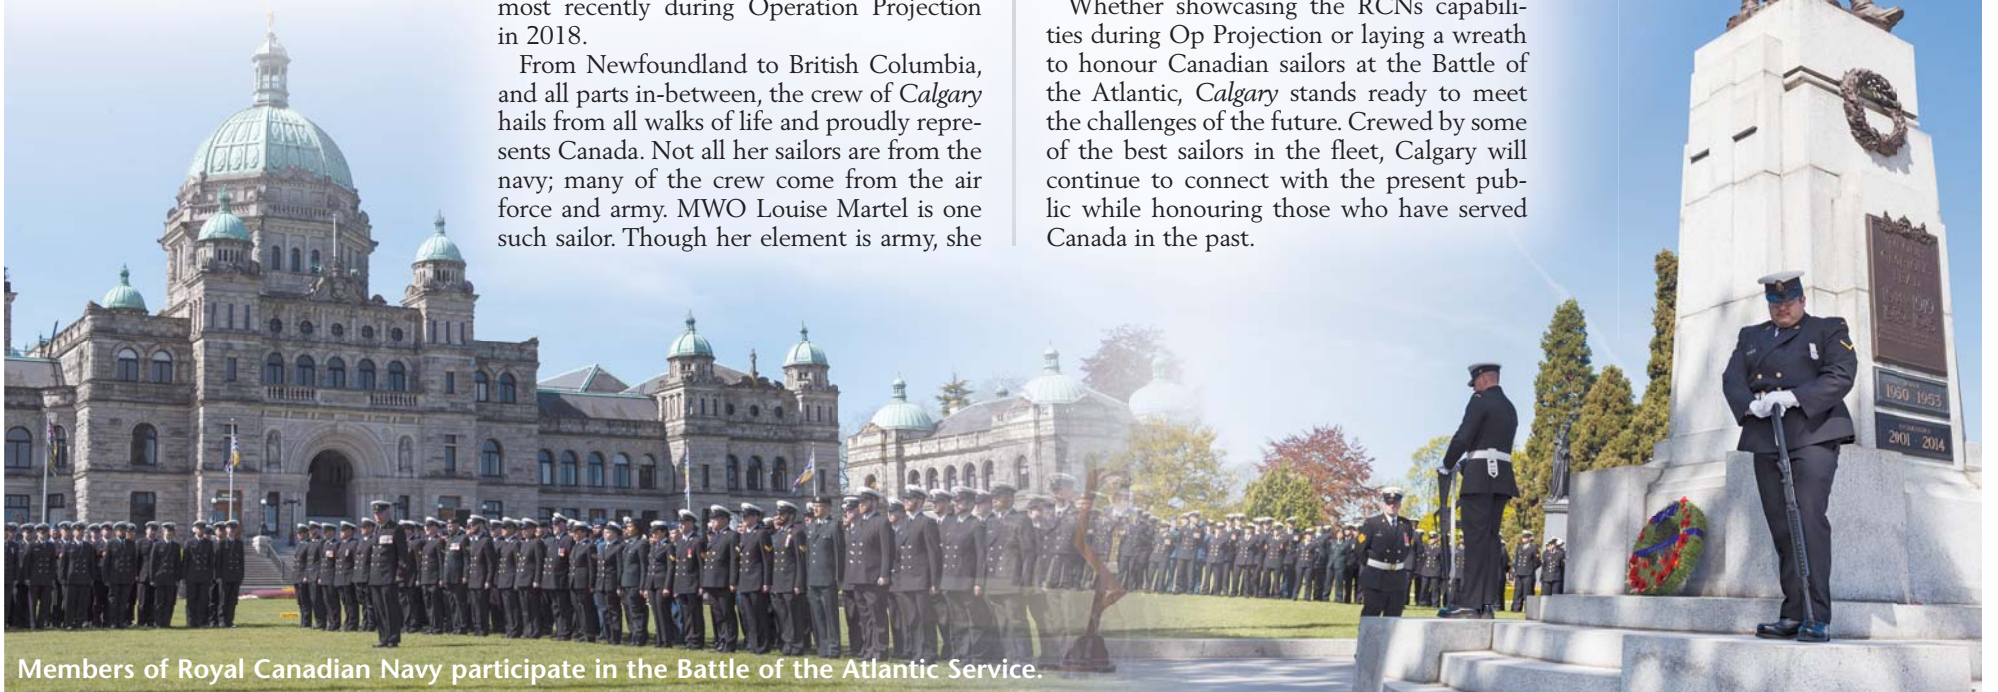 most recently during Operation Projection
in 2018.
From Newfoundland to British Columbia,
and all parts in-between, the crew of Calgary
hails from all walks of life and proudly repre-
sents Canada. Not all her sailors are from the
navy; many of the crew come from the air
force and army. MWO Louise Martel is one
such sailor. Though her element is army, she
Whether showcasing the RCNs capabili-
ties during Op Projection or laying a wreath
to honour Canadian sailors at the Battle of
the Atlantic, Calgary stands ready to meet
the challenges of the future. Crewed by some
of the best sailors in the fleet, Calgary will
continue to connect with the present pub-
lic while honouring those who have served
Canada in the past.
1950 1953
2001 2014
Members of Royal Canadian Navy participate in the Battle of the Atlantic Service.